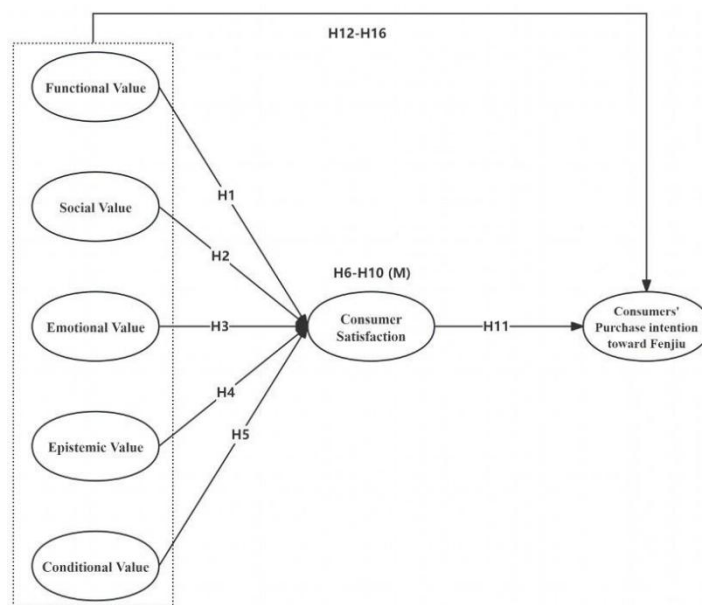 H12-H16
Functional Value
H1
Social Value
H2
H6-H10 (M)
Emotional Value
H3
Consumer
Satisfaction
H11
Consumers'
Purchase intention
toward Fenjiu
H4
Epistemic Value
H5
Conditional Value